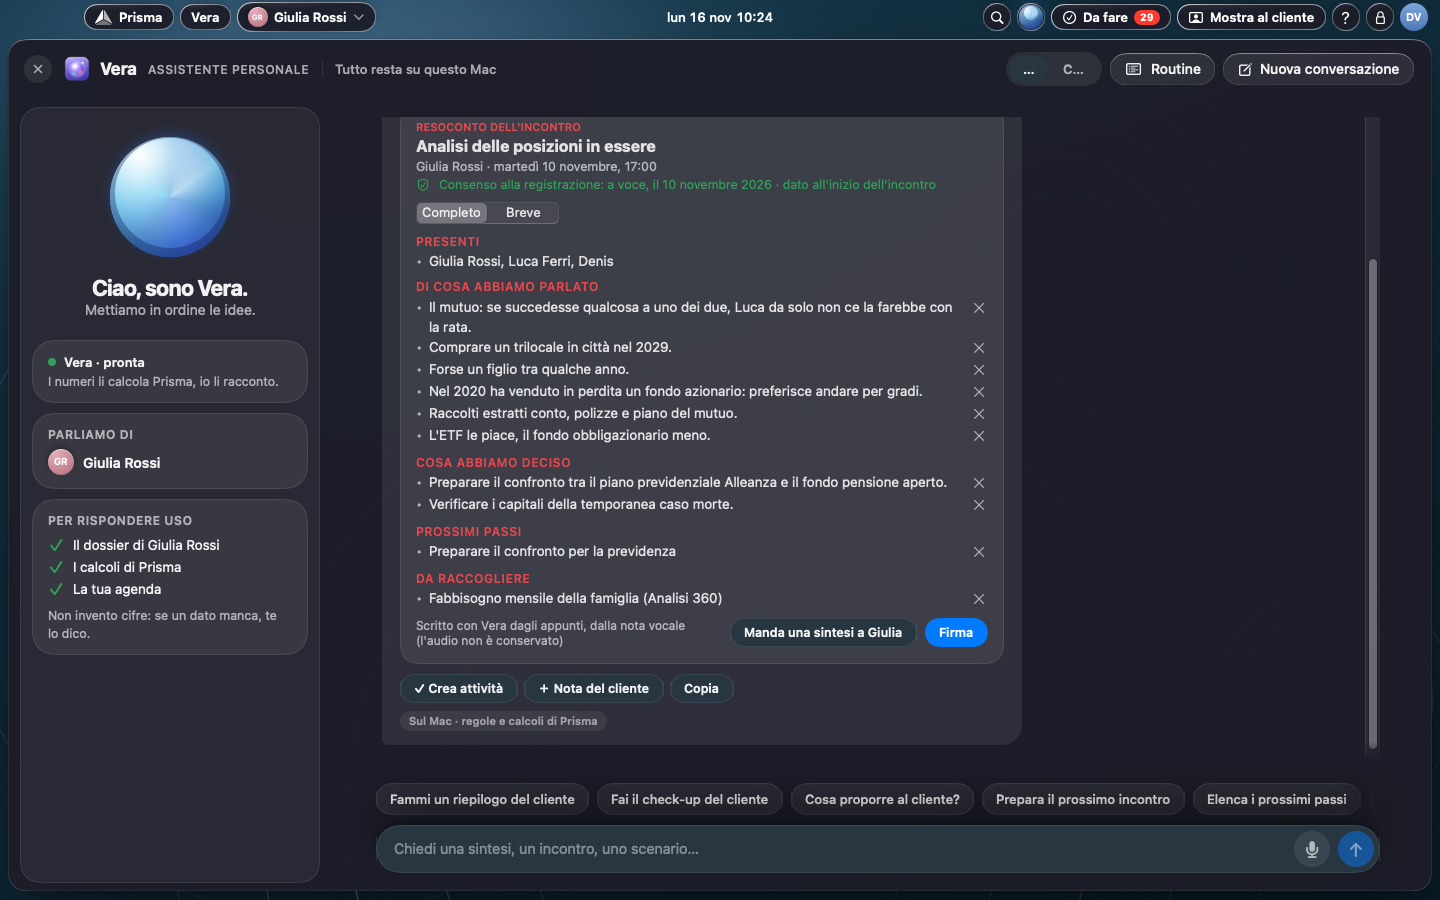 Prisma
Vera
GR Giulia Rossi
lun 16 nov 10:24
Da fare 29
Mostra al cliente
?
DV
Vera ASSISTENTE PERSONALE
Tutto resta su questo Mac
...
C...
Routine
Nuova conversazione
Ciao, sono Vera.
Mettiamo in ordine le idee.
Vera · pronta
I numeri li calcola Prisma, io li racconto.
PARLIAMO DI
GR Giulia Rossi
PER RISPONDERE USO
Il dossier di Giulia Rossi
I calcoli di Prisma
La tua agenda
Non invento cifre: se un dato manca, te
lo dico.
RESOCONTO DELL'INCONTRO
Analisi delle posizioni in essere
Giulia Rossi · martedì 10 novembre, 17:00
Consenso alla registrazione: a voce, il 10 novembre 2026 · dato all'inizio dell'incontro
Completo
Breve
PRESENTI
• Giulia Rossi, Luca Ferri, Denis
DI COSA ABBIAMO PARLATO
• Il mutuo: se succedesse qualcosa a uno dei due, Luca da solo non ce la farebbe con
la rata.
• Comprare un trilocale in città nel 2029.
• Forse un figlio tra qualche anno.
• Nel 2020 ha venduto in perdita un fondo azionario: preferisce andare per gradi.
• Raccolti estratti conto, polizze e piano del mutuo.
• L'ETF le piace, il fondo obbligazionario meno.
COSA ABBIAMO DECISO
• Preparare il confronto tra il piano previdenziale Alleanza e il fondo pensione aperto.
• Verificare i capitali della temporanea caso morte.
PROSSIMI PASSI
• Preparare il confronto per la previdenza
DA RACCOGLIERE
• Fabbisogno mensile della famiglia (Analisi 360)
Scritto con Vera dagli appunti, dalla nota vocale
(l'audio non è conservato)
Manda una sintesi a Giulia
Firma
Crea attività
+ Nota del cliente
Copia
Sul Mac · regole e calcoli di Prisma
Fammi un riepilogo del cliente
Fai il check-up del cliente
Cosa proporre al cliente?
Prepara il prossimo incontro
Elenca i prossimi passi
Chiedi una sintesi, un incontro, uno scenario...